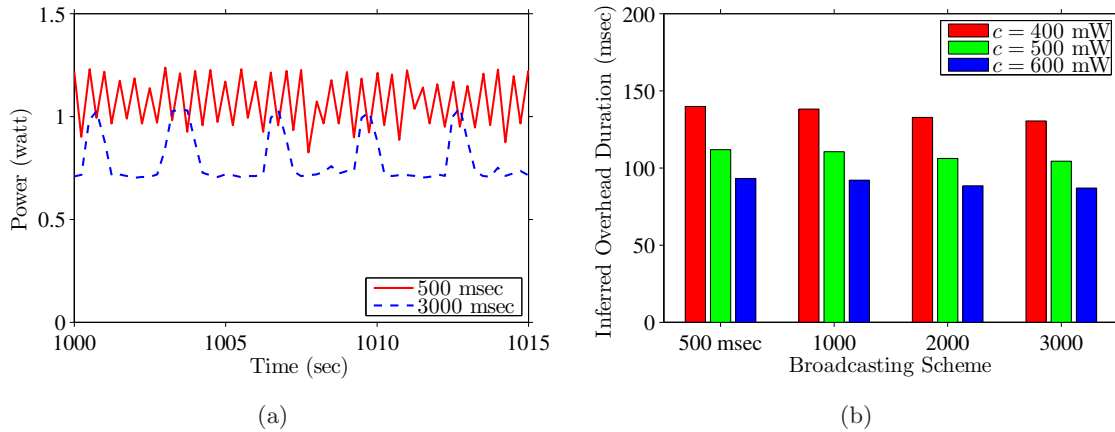 1.5
1
0.5
0
Power (watt)
500 msec
3000 msec
1000
1005
1010
1015
Time (sec)
(a)
200
150
100
50
0
Inferred Overhead Duration (msec)
c = 400 mW
c = 500 mW
c = 600 mW
500 msec
1000
2000
3000
Broadcasting Scheme
(b)